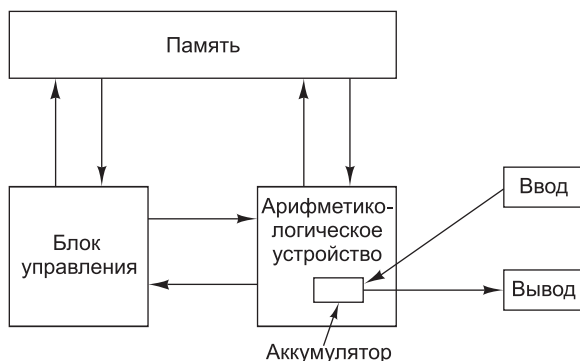 Память
Блок
управления
Арифметико-
логическое
устройство
Ввод
Вывод
Аккумулятор